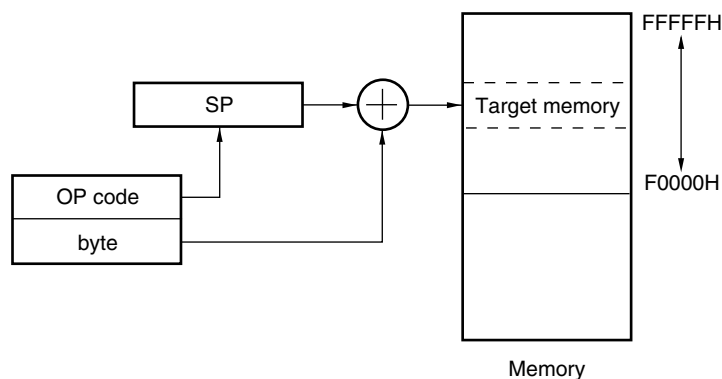 FFFFFH
SP
Target memory
OP code
F0000H
byte
Memory